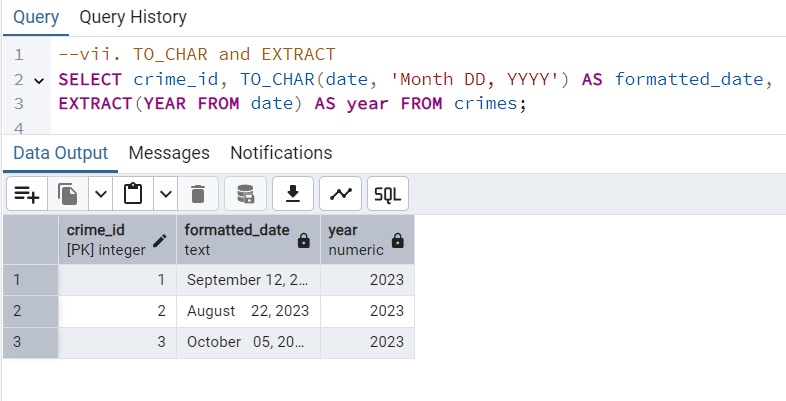 Query Query History
1 --vii. TO_CHAR and EXTRACT
2 SELECT crime_id, TO_CHAR(date, 'Month DD, YYYY') AS formatted_date,
3 EXTRACT(YEAR FROM date) AS year FROM crimes;
4
Data Output Messages Notifications
SQL
crime_id formatted_date year
[PK] integer text numeric
1 1 September 12, 2... 2023
2 2 August 22, 2023 2023
3 3 October 05, 20... 2023